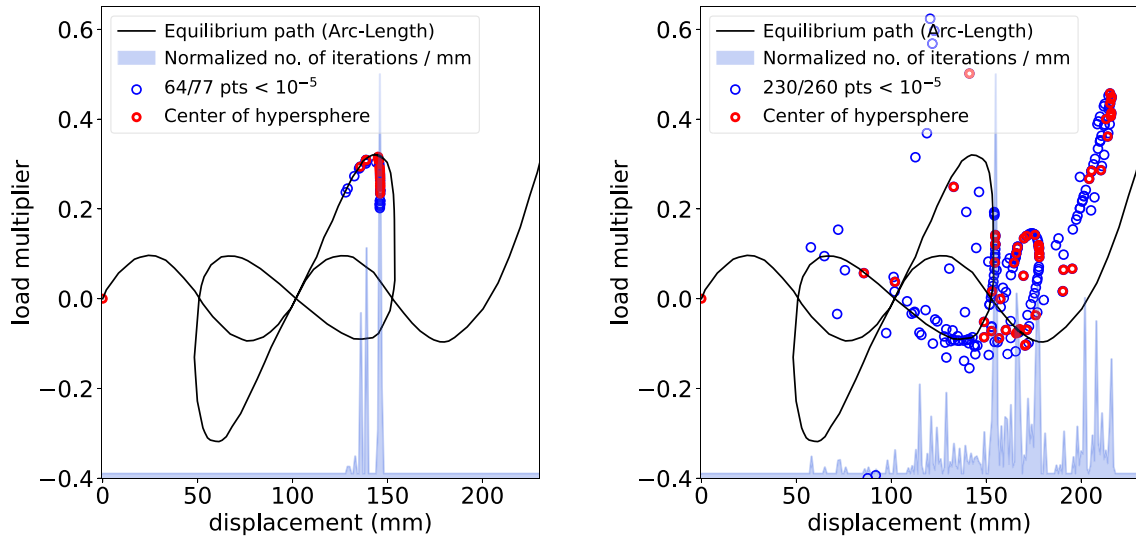 0.6
0.4
0.2
0.0
−0.2
−0.4
load multiplier
Equilibrium path (Arc-Length)
Normalized no. of iterations / mm
64/77 pts < 10⁻⁵
Center of hypersphere
0 50 100 150 200
displacement (mm)
0.6
0.4
0.2
0.0
−0.2
−0.4
load multiplier
Equilibrium path (Arc-Length)
Normalized no. of iterations / mm
230/260 pts < 10⁻⁵
Center of hypersphere
0 50 100 150 200
displacement (mm)